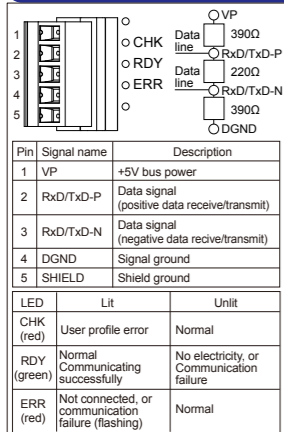 1
2
3
4
5
CHK
RDY
ERR
VP
390Ω
Data
line
RxD/TxD-P
220Ω
Data
line
RxD/TxD-N
390Ω
DGND
Pin Signal name Description
1 VP +5V bus power
2 RxD/TxD-P Data signal
(positive data receive/transmit)
3 RxD/TxD-N Data signal
(negative data recive/transmit)
4 DGND Signal ground
5 SHIELD Shield ground
LED Lit Unlit
CHK
(red) User profile error Normal
RDY
(green) Normal
Communicating
successfully No electricity, or
Communication
failure
ERR
(red) Not connected, or
communication
failure (flashing) Normal